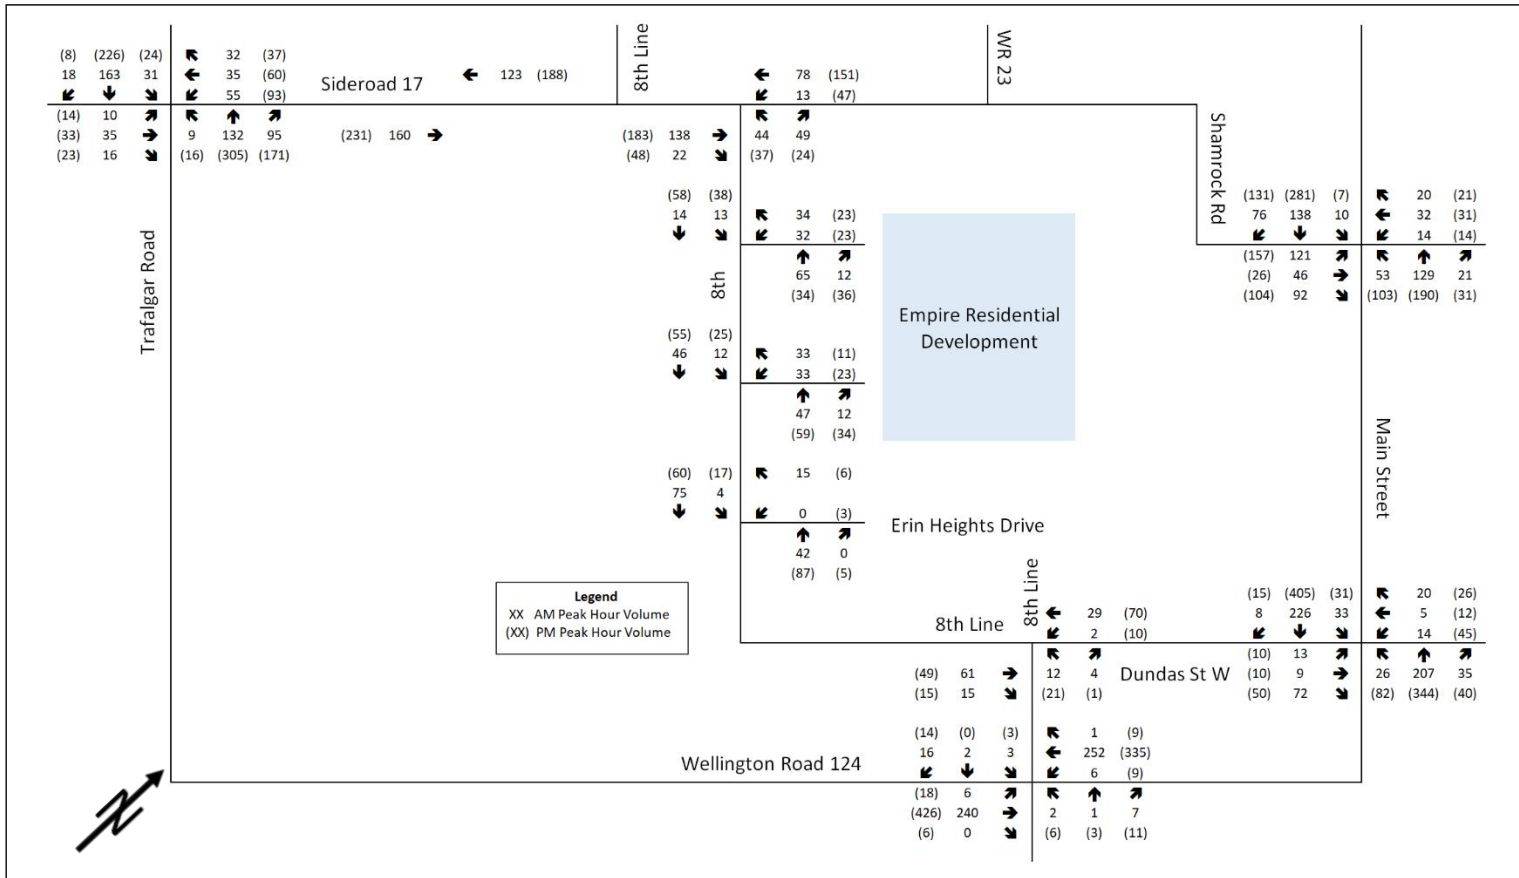 (8) (226) (24) 32 (37)
18 163 31 35 (60)
55 (93)
(14) 10
(33) 35 9 132 95
(23) 16 (16) (305) (171)
Sideroad 17
123 (188)
(231) 160
8th Line
78 (151)
13 (47)
(183) 138 44 49
(48) 22 (37) (24)
WR 23
Shamrock Rd
(58) (38)
14 13 34 (23)
32 (23)
65 12
(34) (36)
8th
(55) (25)
46 12 33 (11)
33 (23)
47 12
(59) (34)
(60) (17) 15 (6)
75 4
0 (3)
42 0
(87) (5)
Erin Heights Drive
Empire Residential
Development
(131) (281) (7) 20 (21)
76 138 10 32 (31)
14 (14)
(157) 121
(26) 46 53 129 21
(104) 92 (103) (190) (31)
Trafalgar Road
Main Street
Legend
XX AM Peak Hour Volume
(XX) PM Peak Hour Volume
8th Line
8th Line
29 (70)
2 (10)
(49) 61 12 4
(15) 15 (21) (1)
Dundas St W
(15) (405) (31) 20 (26)
8 226 33 5 (12)
14 (45)
(10) 13
(10) 9 26 207 35
(50) 72 (82) (344) (40)
Wellington Road 124
(14) (0) (3) 1 (9)
16 2 3 252 (335)
6 (9)
(18) 6
(426) 240 2 1 7
(6) 0 (6) (3) (11)
N